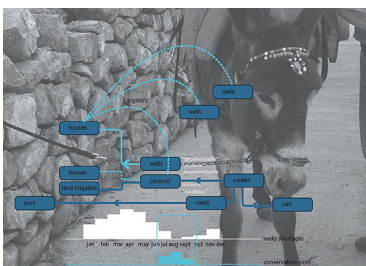 wells
logistics
wells
houses
wells
houses
cisterns*
swales
land irrigation
port
roads
rain
jan feb mar apr may jun jul aug sept oct nov dec
wells shortages
conservation costs